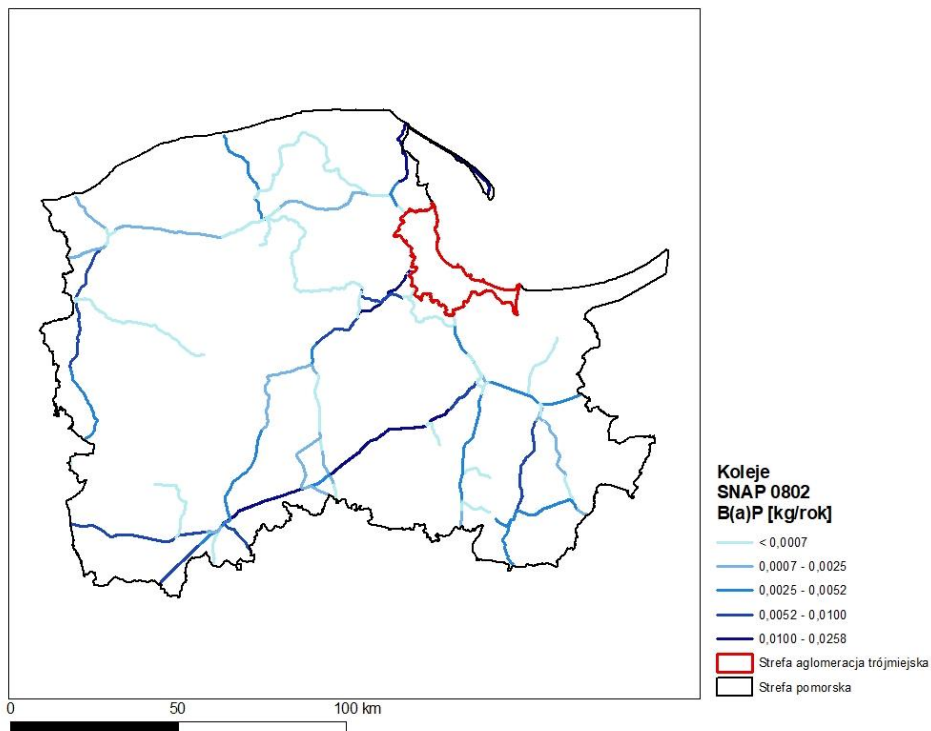 Koleje
SNAP 0802
B(a)P [kg/rok]
< 0,0007
0,0007 - 0,0025
0,0025 - 0,0052
0,0052 - 0,0100
0,0100 - 0,0258
Strefa aglomeracja trójmiejska
Strefa pomorska
0 50 100 km